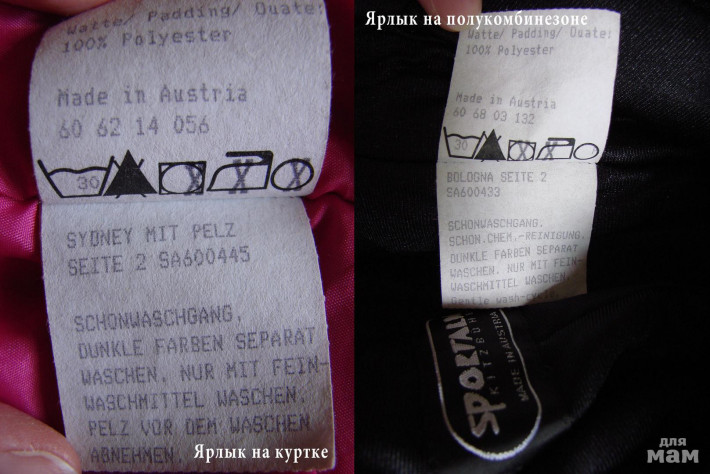 Watte/ Padding/ Ouate:
100% Polyester
Made in Austria
60 62 14 056
30
SYDNEY MIT PELZ
SEITE 2 SA600445
SCHONWASCHGANG.
DUNKLE FARBEN SEPARAT
WASCHEN. NUR MIT FEIN-
WASCHMITTEL WASCHEN.
PELZ VOR DEM WASCHEN
ABNEHMEN.
Ярлык на куртке
Ярлык на полукомбинезоне
Watte/ Padding/ Ouate:
100% Polyester
Made in Austria
60 68 03 132
30
BOLOGNA SEITE 2
SA600433
SCHONWASCHGANG.
SCHON.CHEM.-REINIGUNG.
DUNKLE FARBEN SEPARAT
WASCHEN. NUR MIT FEIN-
WASCHMITTEL WASCHEN
Gentle wash-cycle
SPORTALM
KITZBÜH
MADE IN AUSTRIA
для
мам